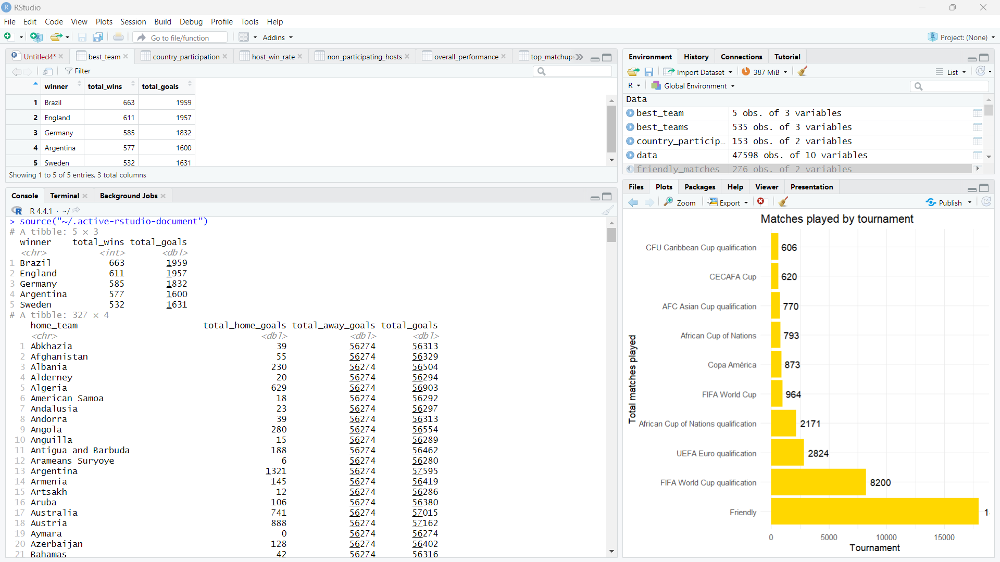 RStudio
File Edit Code View Plots Session Build Debug Profile Tools Help
Go to file/function Addins Project: (None)
Untitled4* best_team country_participation host_win_rate non_participating_hosts overall_performance top_matchups
Filter
winner total_wins total_goals
1 Brazil 663 1959
2 England 611 1957
3 Germany 585 1832
4 Argentina 577 1600
5 Sweden 532 1631
Showing 1 to 5 of 5 entries, 3 total columns
Console Terminal Background Jobs
R 4.4.1 · ~/
> source("~/.active-rstudio-document")
# A tibble: 5 × 3
winner total_wins total_goals
<chr> <int> <dbl>
1 Brazil 663 1959
2 England 611 1957
3 Germany 585 1832
4 Argentina 577 1600
5 Sweden 532 1631
# A tibble: 327 × 4
home_team total_home_goals total_away_goals total_goals
<chr> <dbl> <dbl> <dbl>
1 Abkhazia 39 56274 56313
2 Afghanistan 55 56274 56329
3 Albania 230 56274 56504
4 Alderney 20 56274 56294
5 Algeria 629 56274 56903
6 American Samoa 18 56274 56292
7 Andalusia 23 56274 56297
8 Andorra 39 56274 56313
9 Angola 280 56274 56554
10 Anguilla 15 56274 56289
11 Antigua and Barbuda 188 56274 56462
12 Arameans Suryoye 6 56274 56280
13 Argentina 1321 56274 57595
14 Armenia 145 56274 56419
15 Artsakh 12 56274 56286
16 Aruba 106 56274 56380
17 Australia 741 56274 57015
18 Austria 888 56274 57162
19 Aymara 0 56274 56274
20 Azerbaijan 128 56274 56402
21 Bahamas 42 56274 56316
Environment History Connections Tutorial
Import Dataset 387 MiB List
R Global Environment
Data
best_team 5 obs. of 3 variables
best_teams 535 obs. of 3 variables
country_particip… 153 obs. of 2 variables
data 47598 obs. of 10 variables
friendly_matches 276 obs. of 2 variables
Files Plots Packages Help Viewer Presentation
Zoom Export Publish
Matches played by tournament
Total matches played
CFU Caribbean Cup qualification 606
CECAFA Cup 620
AFC Asian Cup qualification 770
African Cup of Nations 793
Copa América 873
FIFA World Cup 964
African Cup of Nations qualification 2171
UEFA Euro qualification 2824
FIFA World Cup qualification 8200
Friendly 1
0 5000 10000 15000
Tournament